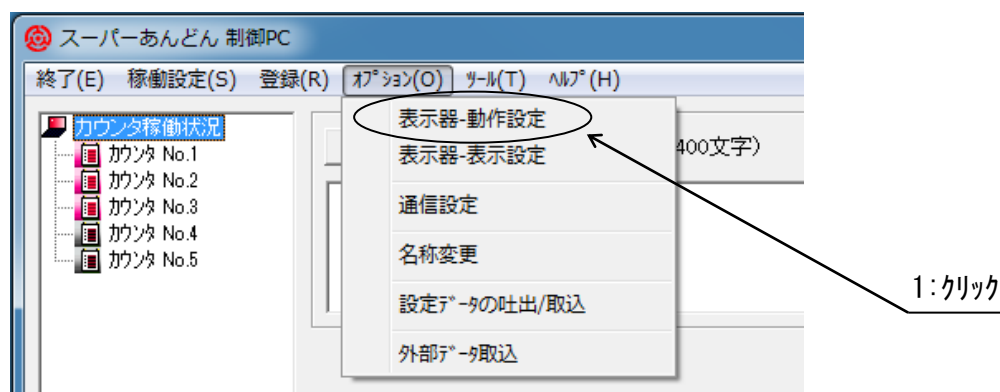 スーパーあんどん 制御PC
終了(E) 稼働設定(S) 登録(R) ｵﾌﾟｼｮﾝ(O) ﾂｰﾙ(T) ﾍﾙﾌﾟ(H)
カウンタ稼働状況
カウンタ No.1
カウンタ No.2
カウンタ No.3
カウンタ No.4
カウンタ No.5
表示器-動作設定
表示器-表示設定
通信設定
名称変更
設定ﾃﾞｰﾀの吐出/取込
外部ﾃﾞｰﾀ取込
400文字）
1：ｸﾘｯｸ